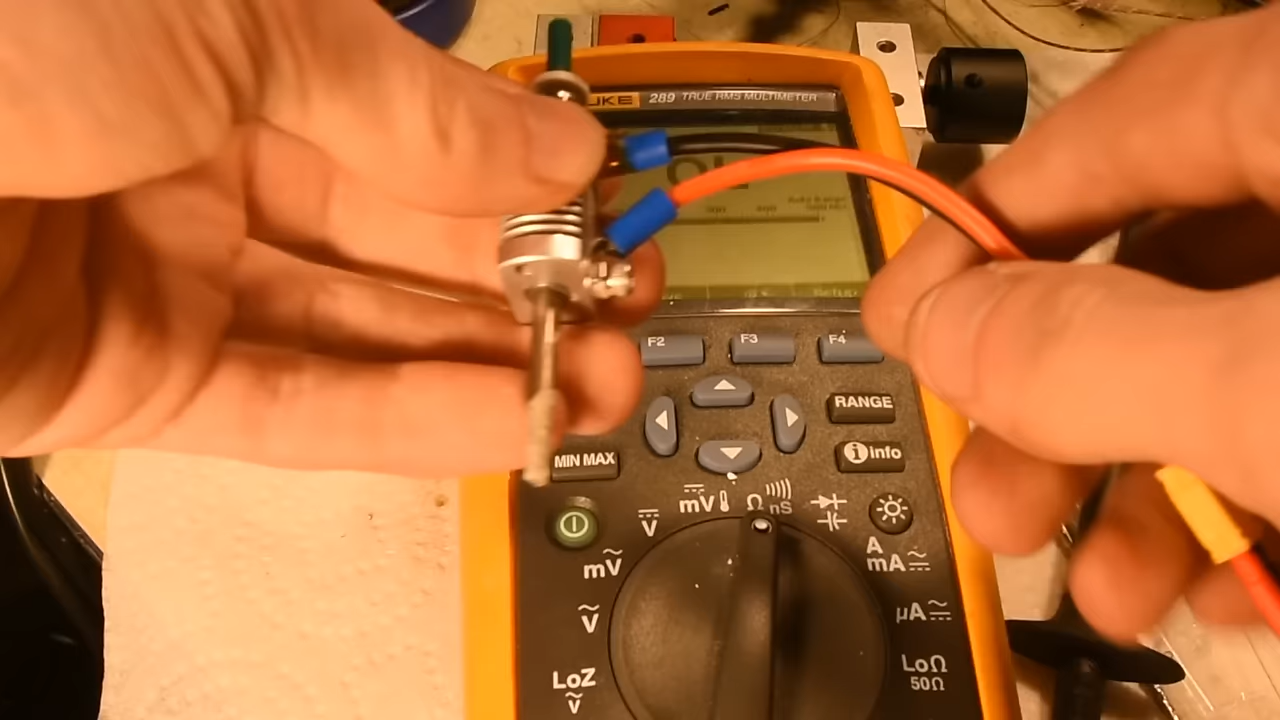 UKE 289 TRUE RMS MULTIMETER
OL
SETUP
F2 F3 F4
RANGE
info
MIN MAX
mV Ω nS
V
mV
A
mA
V
µA
LoZ
V
LoΩ
50Ω